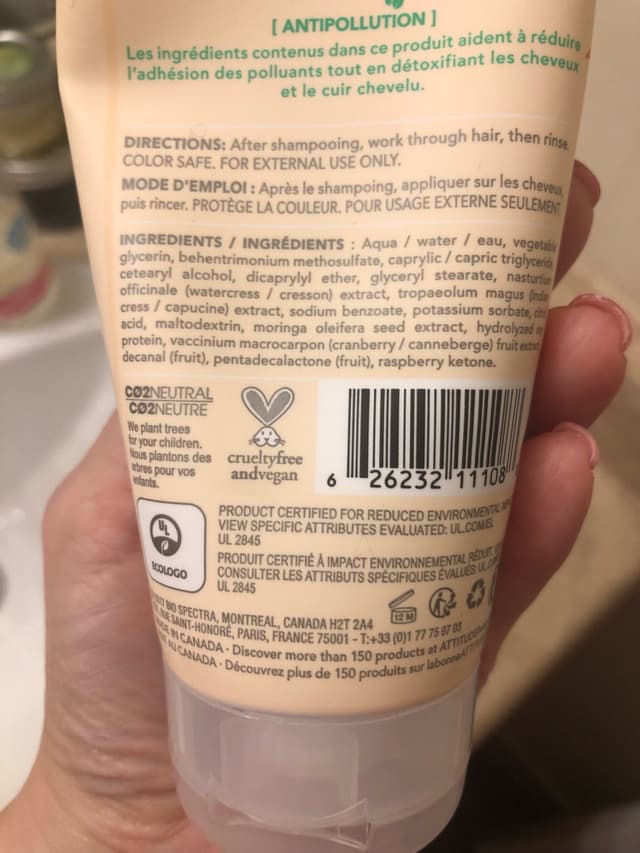 [ ANTIPOLLUTION ]
Les ingrédients contenus dans ce produit aident à réduire
l'adhésion des polluants tout en détoxifiant les cheveux
et le cuir chevelu.
DIRECTIONS: After shampooing, work through hair, then rinse.
COLOR SAFE. FOR EXTERNAL USE ONLY.
MODE D'EMPLOI : Après le shampoing, appliquer sur les cheveux,
puis rincer. PROTÈGE LA COULEUR. POUR USAGE EXTERNE SEULEMENT
INGREDIENTS / INGRÉDIENTS : Aqua / water / eau, vegetable
glycerin, behentrimonium methosulfate, caprylic / capric triglyceride
cetearyl alcohol, dicaprylyl ether, glyceryl stearate, nasturtium
officinale (watercress / cresson) extract, tropaeolum magus (Indian
cress / capucine) extract, sodium benzoate, potassium sorbate,
acid, maltodextrin, moringa oleifera seed extract, hydrolyzed
protein, vaccinium macrocarpon (cranberry / canneberge) fruit extract,
decanal (fruit), pentadecalactone (fruit), raspberry ketone.
CØ2NEUTRAL
CØ2NEUTRE
We plant trees
for your children.
Nous plantons des
arbres pour vos
enfants.
crueltyfree
andvegan
6 26232 11108
UL
ECOLOGO
PRODUCT CERTIFIED FOR REDUCED ENVIRONMENTAL
VIEW SPECIFIC ATTRIBUTES EVALUATED: UL.COM/EL
UL 2845
PRODUIT CERTIFIÉ À IMPACT ENVIRONNEMENTAL RÉDUIT.
CONSULTER LES ATTRIBUTS SPÉCIFIQUES ÉVALUÉS:
UL 2845
12 M
BIO SPECTRA, MONTREAL, CANADA H2T 2A4
RUE SAINT-HONORÉ, PARIS, FRANCE 75001 - T:+33 (0)1 77 75 97 03
MADE IN CANADA · Discover more than 150 products at
AU CANADA · Découvrez plus de 150 produits sur